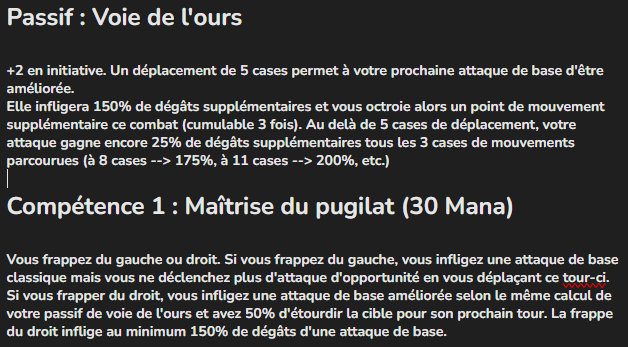 Passif : Voie de l'ours
+2 en initiative. Un déplacement de 5 cases permet à votre prochaine attaque de base d'être
améliorée.
Elle infligera 150% de dégâts supplémentaires et vous octroie alors un point de mouvement
supplémentaire ce combat (cumulable 3 fois). Au delà de 5 cases de déplacement, votre
attaque gagne encore 25% de dégâts supplémentaires tous les 3 cases de mouvements
parcourues (à 8 cases --> 175%, à 11 cases --> 200%, etc.)
Compétence 1 : Maîtrise du pugilat (30 Mana)
Vous frappez du gauche ou droit. Si vous frappez du gauche, vous infligez une attaque de base
classique mais vous ne déclenchez plus d'attaque d'opportunité en vous déplaçant ce tour-ci.
Si vous frapper du droit, vous infligez une attaque de base améliorée selon le même calcul de
votre passif de voie de l'ours et avez 50% d'étourdir la cible pour son prochain tour. La frappe
du droit inflige au minimum 150% de dégâts d'une attaque de base.